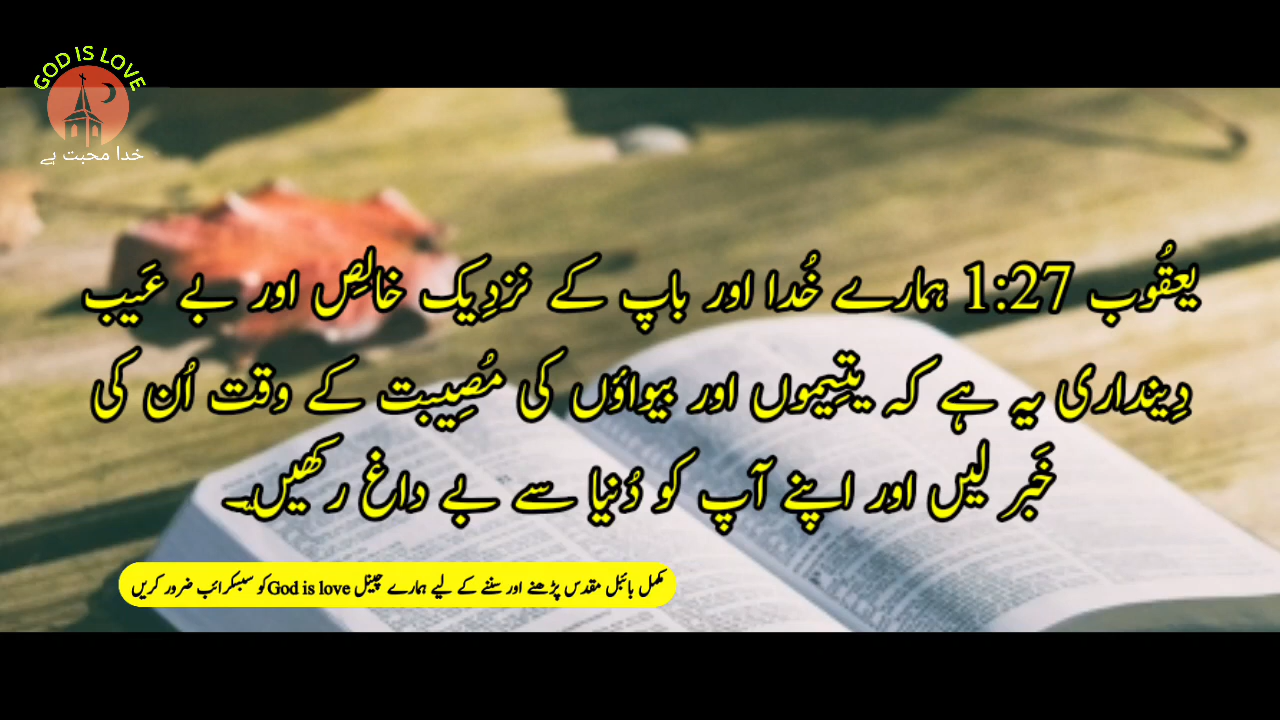 GOD IS LOVE
خدا محبت ہے
یعقُوب 1:27 ہمارے خُدا اور باپ کے نزدِیک خالِص اور بے عَیب
دِینداری یہ ہے کہ یتِیموں اور بیواؤں کی مُصِیبت کے وقت اُن کی
خَبر لیں اور اپنے آپ کو دُنیا سے بے داغ رکھیں۔
مکمل بائبل مقدس پڑھنے اور سننے کے لیے ہمارے چینل God is love کو سبسکرائب ضرور کریں